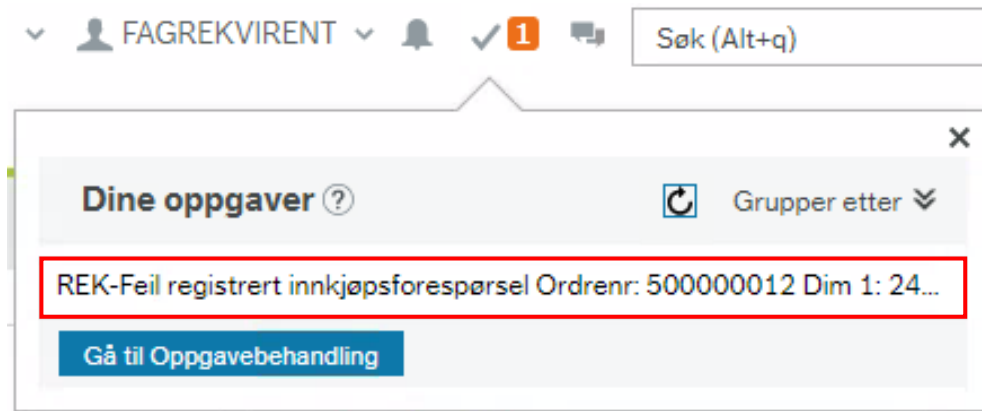 FAGREKVIRENT 1 Søk (Alt+q)
Dine oppgaver ? Grupper etter
REK-Feil registrert innkjøpsforespørsel Ordrenr: 500000012 Dim 1: 24...
Gå til Oppgavebehandling